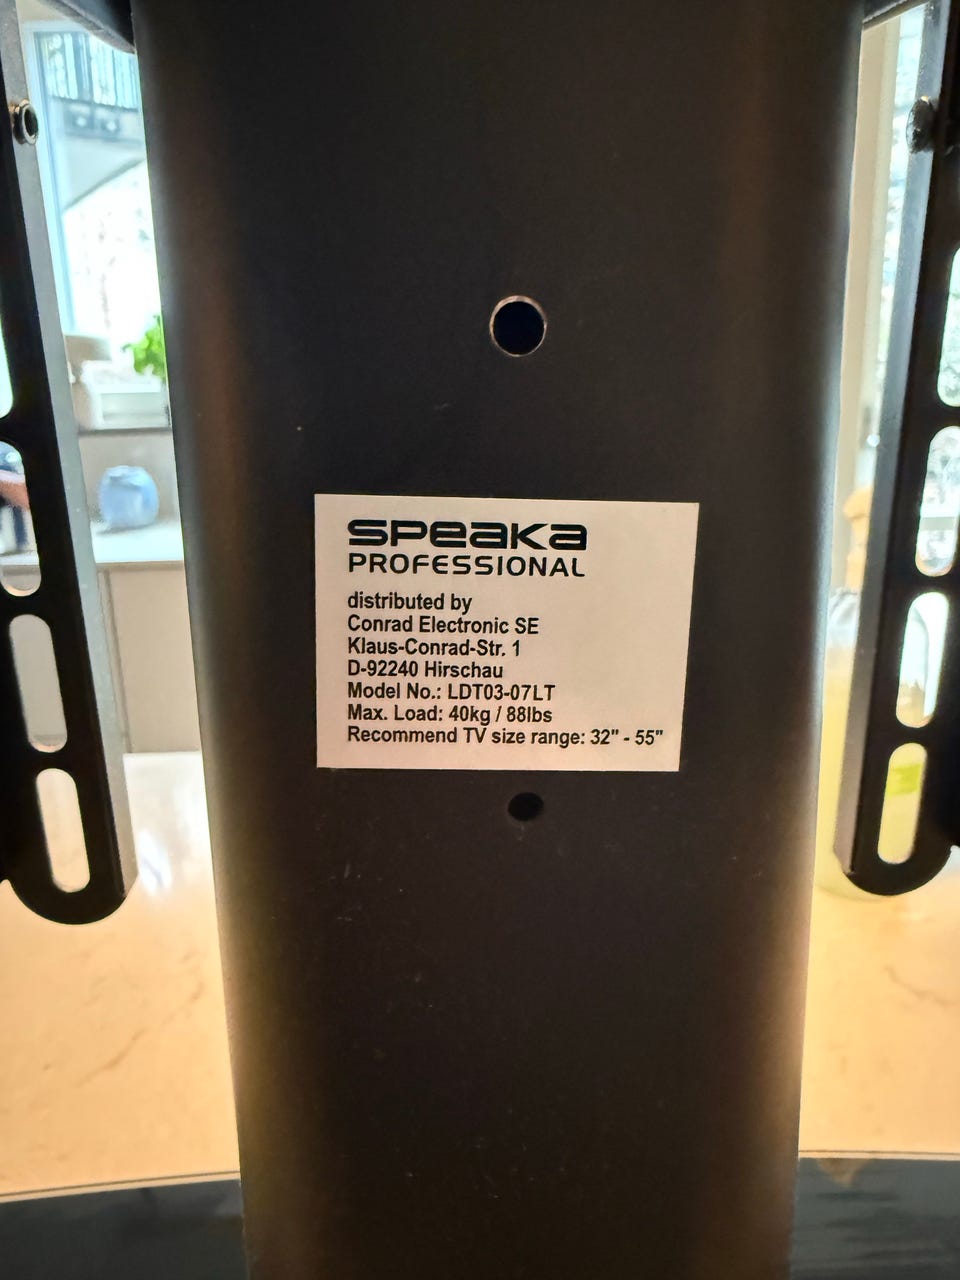 SPEAKA
PROFESSIONAL
distributed by
Conrad Electronic SE
Klaus-Conrad-Str. 1
D-92240 Hirschau
Model No.: LDT03-07LT
Max. Load: 40kg / 88lbs
Recommend TV size range: 32" - 55"